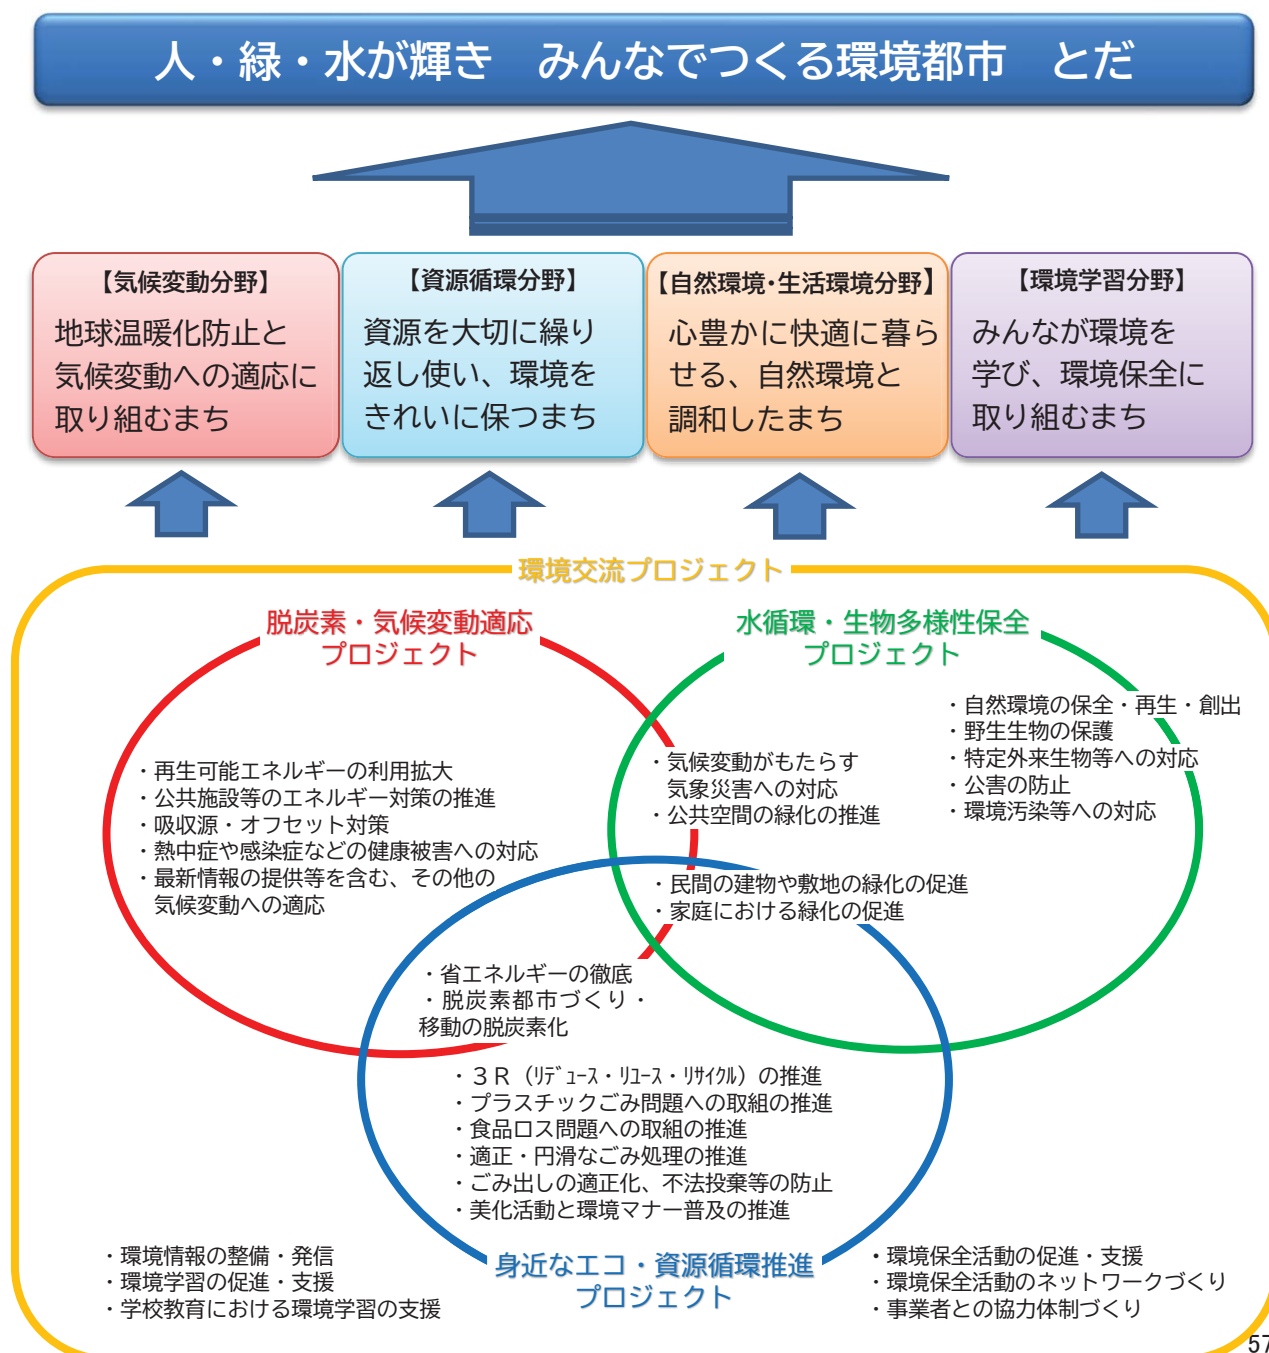 人・緑・水が輝き　みんなでつくる環境都市　とだ
【気候変動分野】
地球温暖化防止と
気候変動への適応に
取り組むまち
【資源循環分野】
資源を大切に繰り
返し使い、環境を
きれいに保つまち
【自然環境・生活環境分野】
心豊かに快適に暮ら
せる、自然環境と
調和したまち
【環境学習分野】
みんなが環境を
学び、環境保全に
取り組むまち
環境交流プロジェクト
脱炭素・気候変動適応
プロジェクト
水循環・生物多様性保全
プロジェクト
・再生可能エネルギーの利用拡大
・公共施設等のエネルギー対策の推進
・吸収源・オフセット対策
・熱中症や感染症などの健康被害への対応
・最新情報の提供等を含む、その他の
気候変動への適応
・気候変動がもたらす
気象災害への対応
・公共空間の緑化の推進
・自然環境の保全・再生・創出
・野生生物の保護
・特定外来生物等への対応
・公害の防止
・環境汚染等への対応
・民間の建物や敷地の緑化の促進
・家庭における緑化の促進
・省エネルギーの徹底
・脱炭素都市づくり・
移動の脱炭素化
・３Ｒ（ﾘﾃﾞｭｰｽ・ﾘﾕｰｽ・ﾘｻｲｸﾙ）の推進
・プラスチックごみ問題への取組の推進
・食品ロス問題への取組の推進
・適正・円滑なごみ処理の推進
・ごみ出しの適正化、不法投棄等の防止
・美化活動と環境マナー普及の推進
身近なエコ・資源循環推進
プロジェクト
・環境情報の整備・発信
・環境学習の促進・支援
・学校教育における環境学習の支援
・環境保全活動の促進・支援
・環境保全活動のネットワークづくり
・事業者との協力体制づくり
57